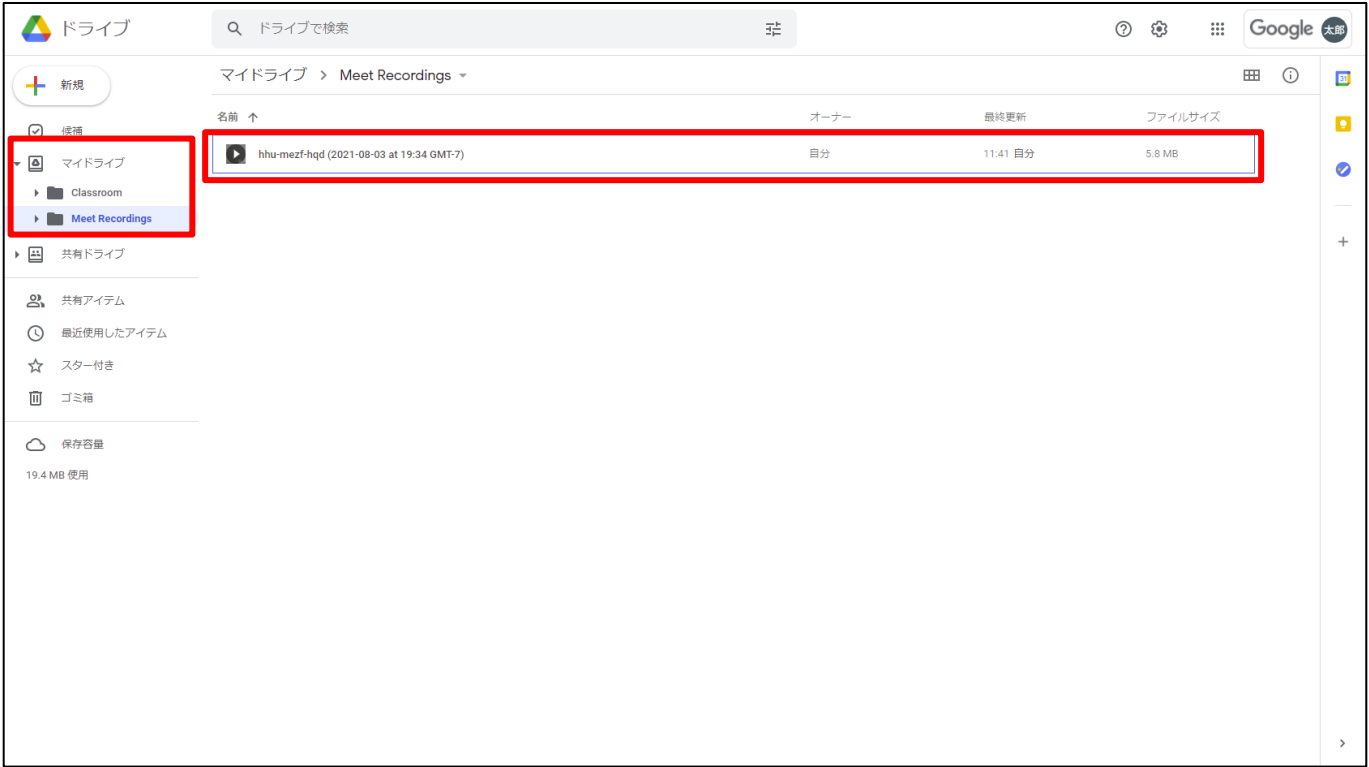 ドライブ
ドライブで検索
Google 太郎
新規
マイドライブ > Meet Recordings
31
候補
マイドライブ
Classroom
Meet Recordings
共有ドライブ
共有アイテム
最近使用したアイテム
スター付き
ゴミ箱
保存容量
19.4 MB 使用
名前 オーナー 最終更新 ファイルサイズ
hhu-mezf-hqd (2021-08-03 at 19:34 GMT-7) 自分 11:41 自分 5.8 MB